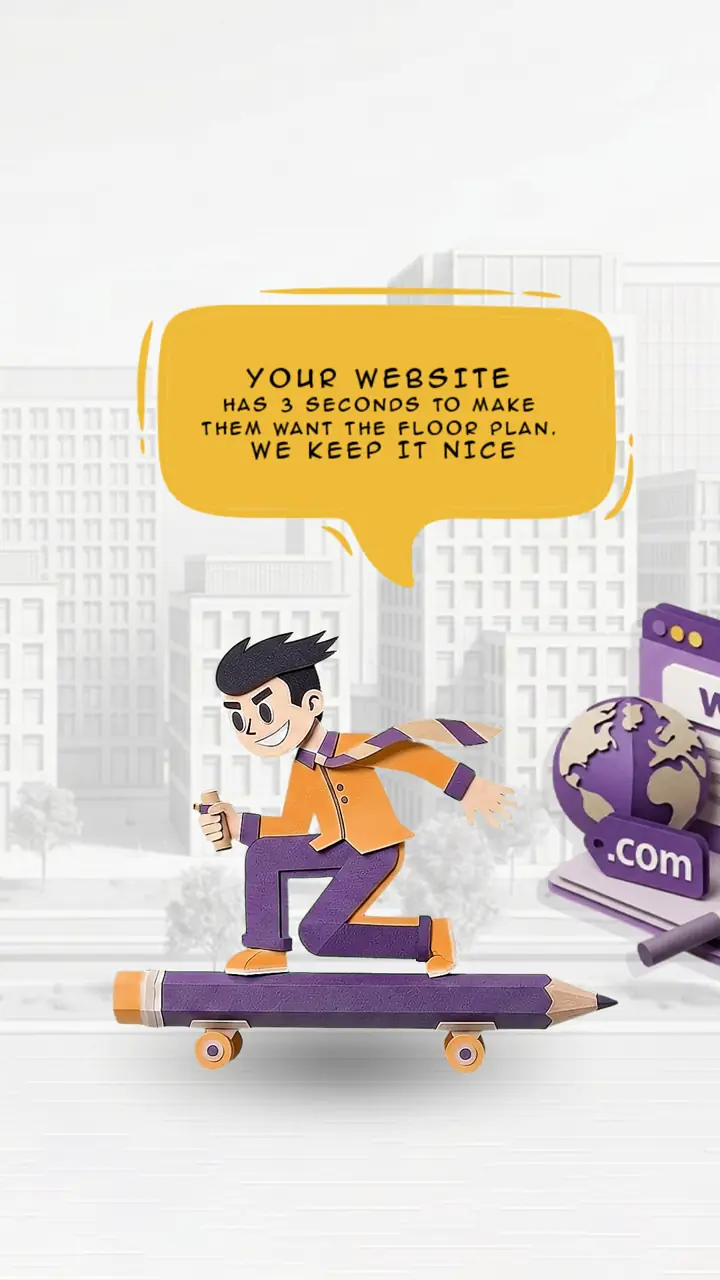 YOUR WEBSITE
HAS 3 SECONDS TO MAKE
THEM WANT THE FLOOR PLAN.
WE KEEP IT NICE
.com